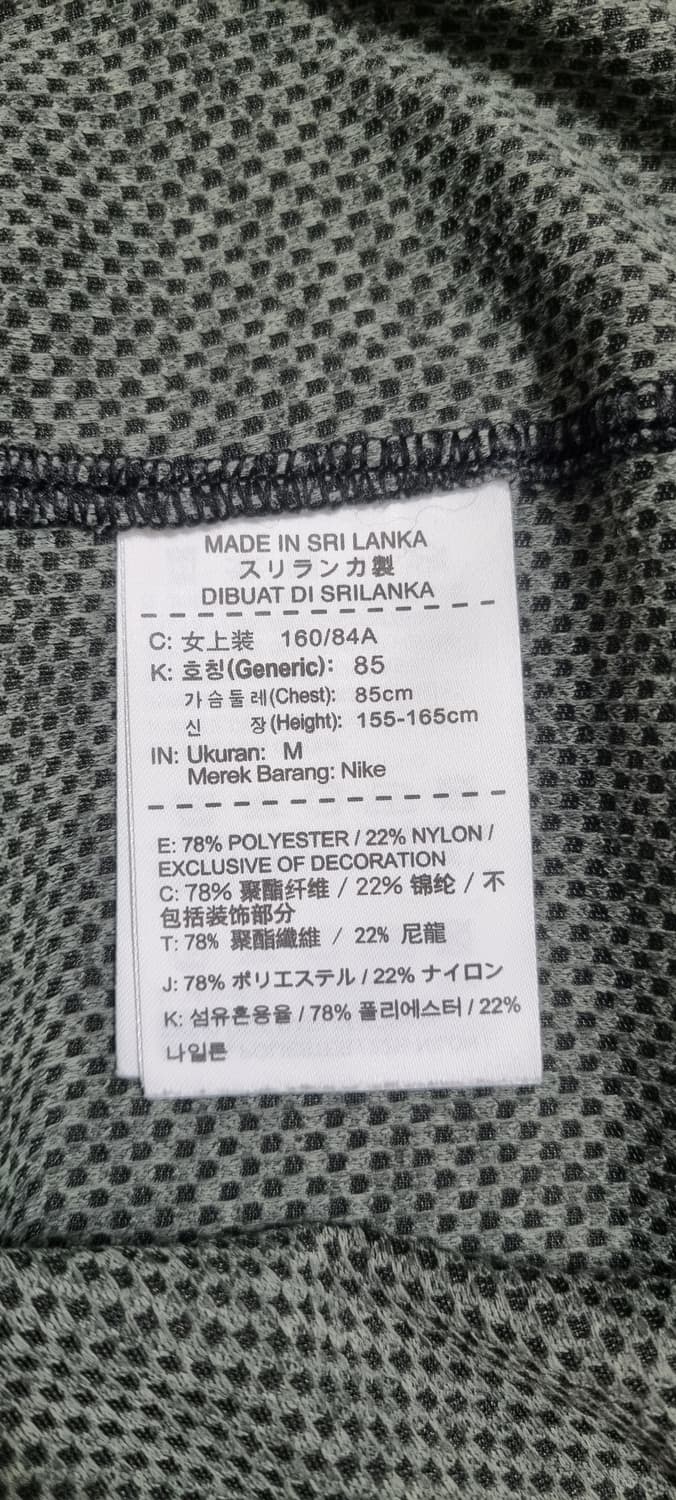 MADE IN SRI LANKA
スリランカ製
DIBUAT DI SRILANKA
C: 女上装 160/84A
K: 호칭(Generic): 85
가슴둘레(Chest): 85cm
신 장(Height): 155-165cm
IN: Ukuran: M
Merek Barang: Nike
E: 78% POLYESTER / 22% NYLON /
EXCLUSIVE OF DECORATION
C: 78% 聚酯纤维 / 22% 锦纶 / 不
包括装饰部分
T: 78% 聚酯纖維 / 22% 尼龍
J: 78% ポリエステル / 22% ナイロン
K: 섬유혼용율 / 78% 폴리에스터 / 22%
나일론